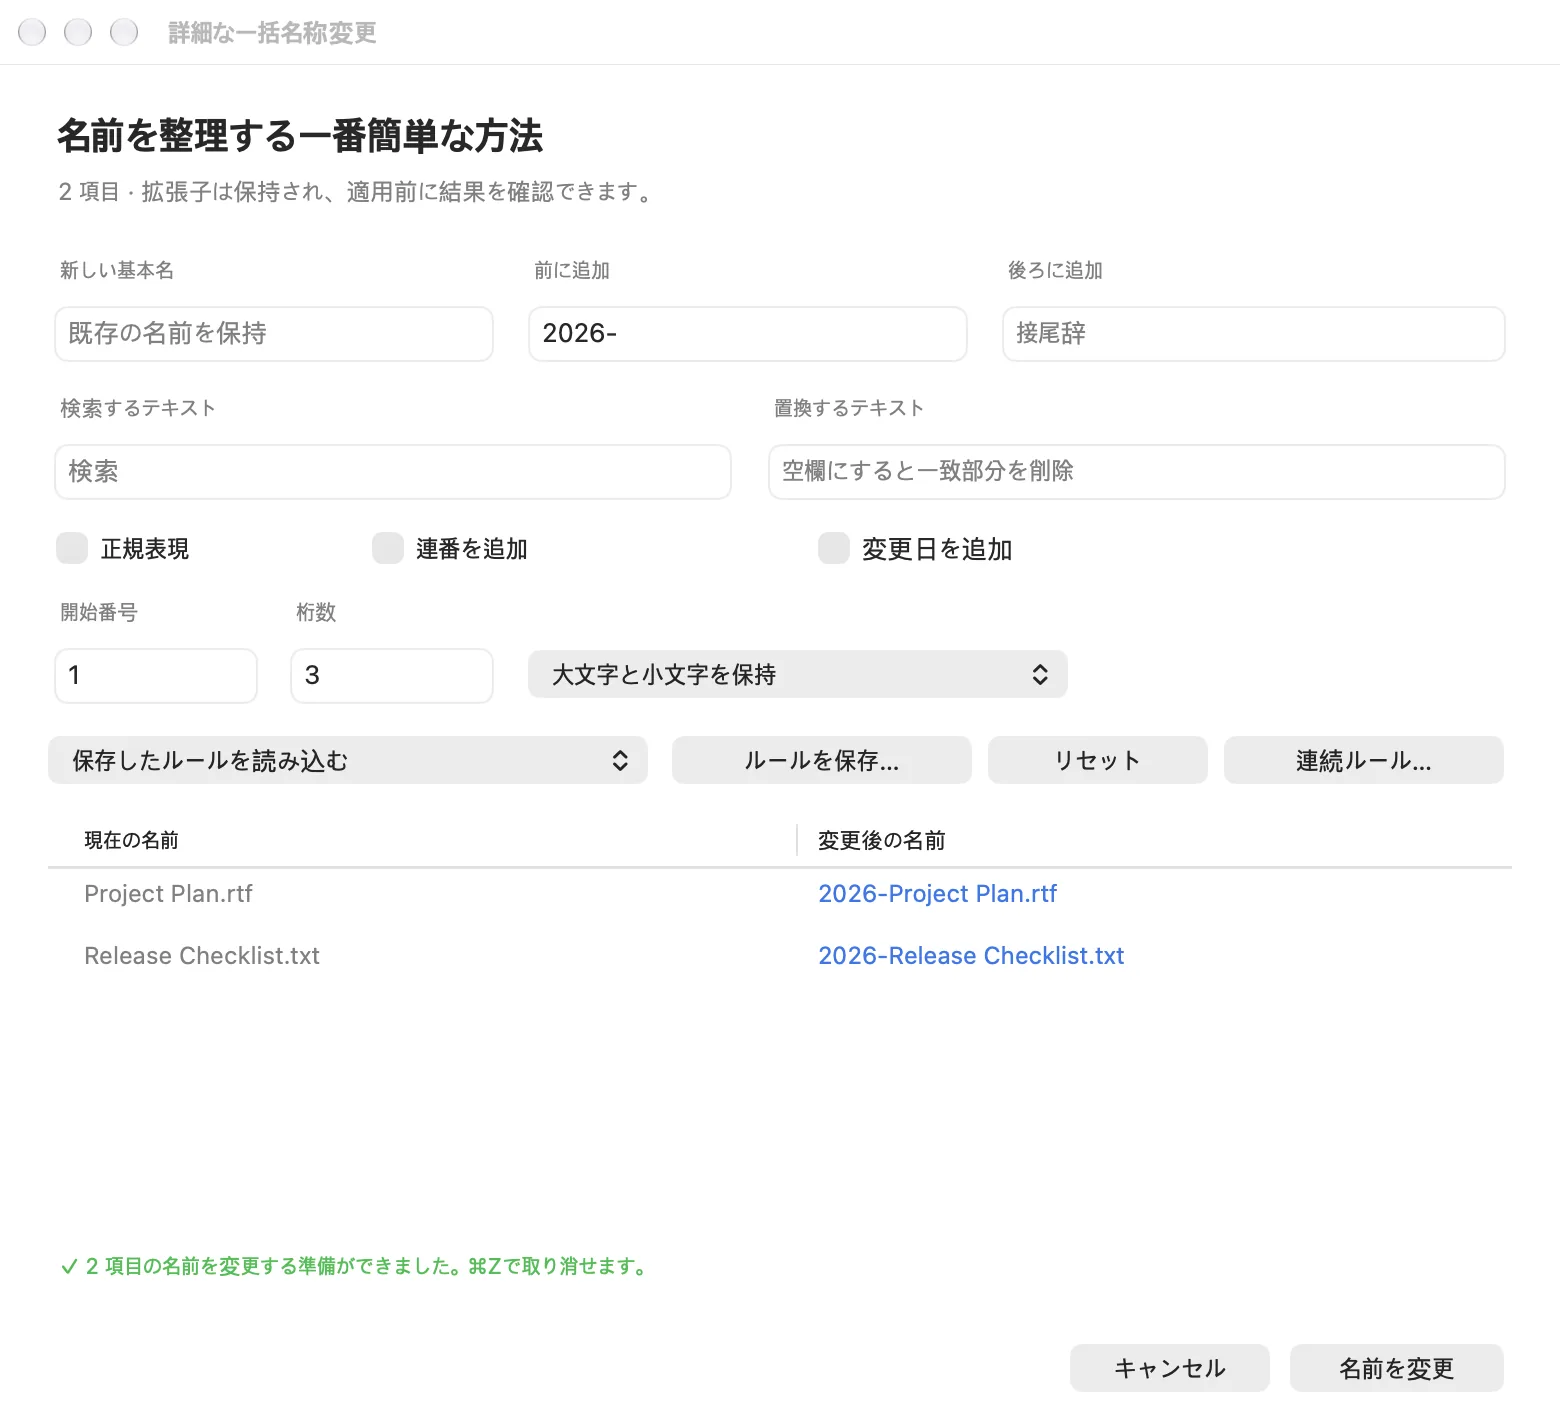 詳細な一括名称変更
名前を整理する一番簡単な方法
2 項目 · 拡張子は保持され、適用前に結果を確認できます。
新しい基本名 前に追加 後ろに追加
既存の名前を保持 2026- 接尾辞
検索するテキスト 置換するテキスト
検索 空欄にすると一致部分を削除
正規表現 連番を追加 変更日を追加
開始番号 桁数
1 3 大文字と小文字を保持
保存したルールを読み込む ルールを保存... リセット 連続ルール...
現在の名前 変更後の名前
Project Plan.rtf 2026-Project Plan.rtf
Release Checklist.txt 2026-Release Checklist.txt
✓ 2 項目の名前を変更する準備ができました。⌘Zで取り消せます。
キャンセル 名前を変更